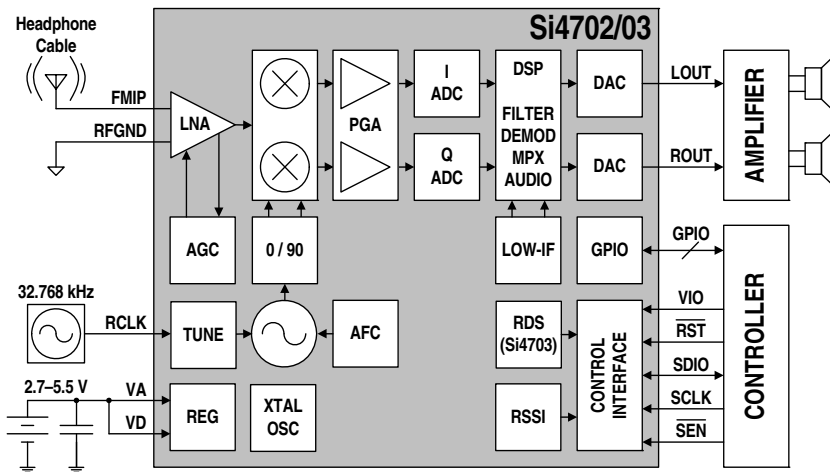 Si4702/03
Headphone
Cable
FMIP
RFGND
LNA
PGA
I
ADC
Q
ADC
DSP
FILTER
DEMOD
MPX
AUDIO
DAC
DAC
LOUT
ROUT
AMPLIFIER
AGC
0 / 90
LOW-IF
GPIO
GPIO
32.768 kHz
RCLK
TUNE
AFC
RDS
(Si4703)
CONTROL
INTERFACE
VIO
RST
SDIO
SCLK
SEN
CONTROLLER
2.7–5.5 V
VA
VD
REG
XTAL
OSC
RSSI